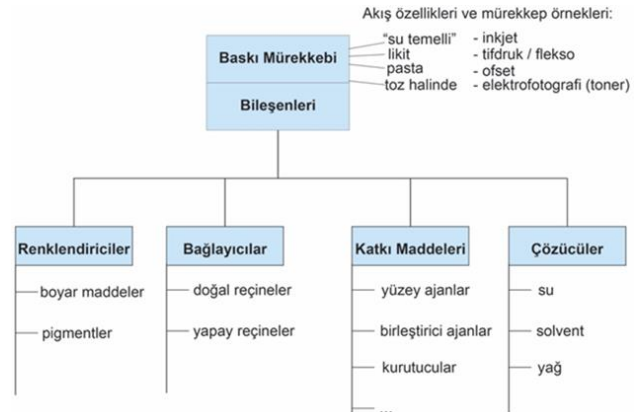 Akış özellikleri ve mürekkep örnekleri:
Baskı Mürekkebi
"su temelli" - inkjet
likit - tifdruk / flekso
pasta - ofset
toz halinde - elektrofotografi (toner)
Bileşenleri
Renklendiriciler
boyar maddeler
pigmentler
Bağlayıcılar
doğal reçineler
yapay reçineler
Katkı Maddeleri
yüzey ajanlar
birleştirici ajanlar
kurutucular
...
Çözücüler
su
solvent
yağ